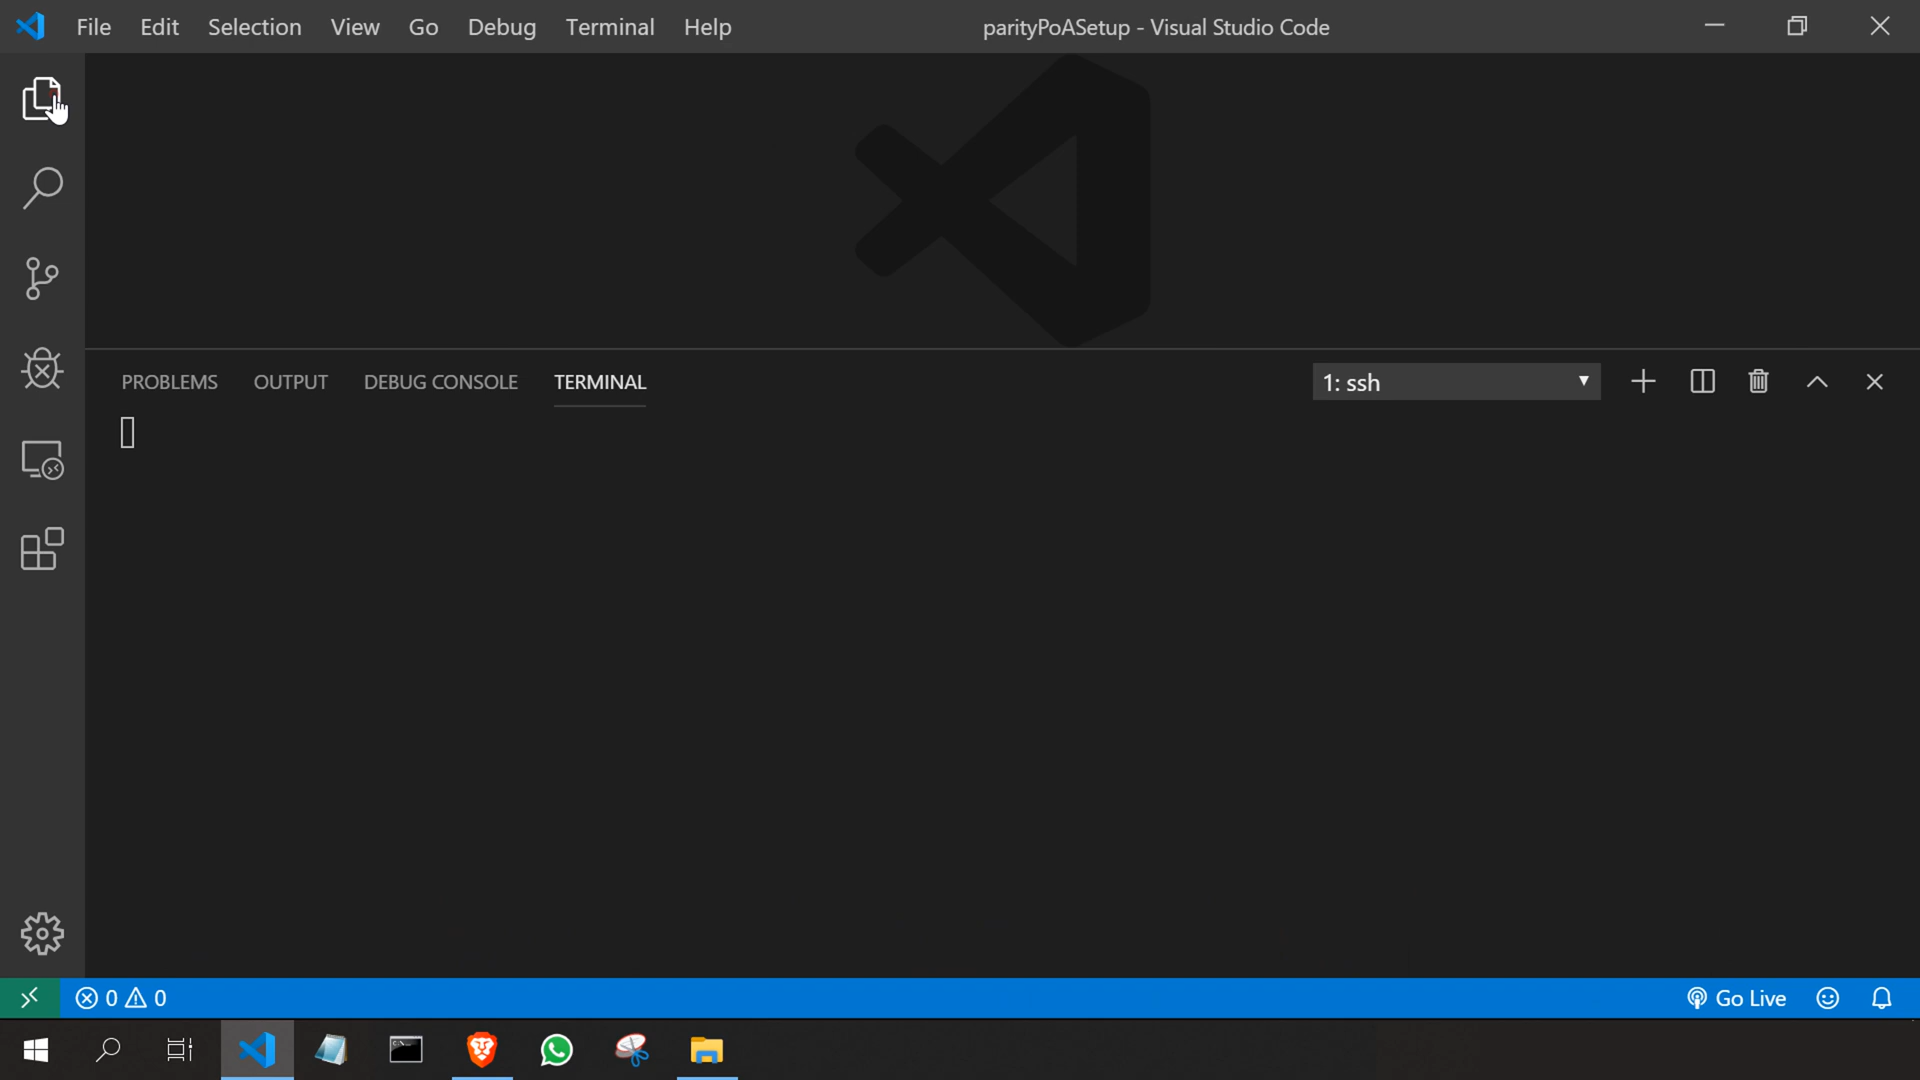 File Edit Selection View Go Debug Terminal Help parityPoASetup - Visual Studio Code
PROBLEMS OUTPUT DEBUG CONSOLE TERMINAL 1: ssh
0 0 Go Live